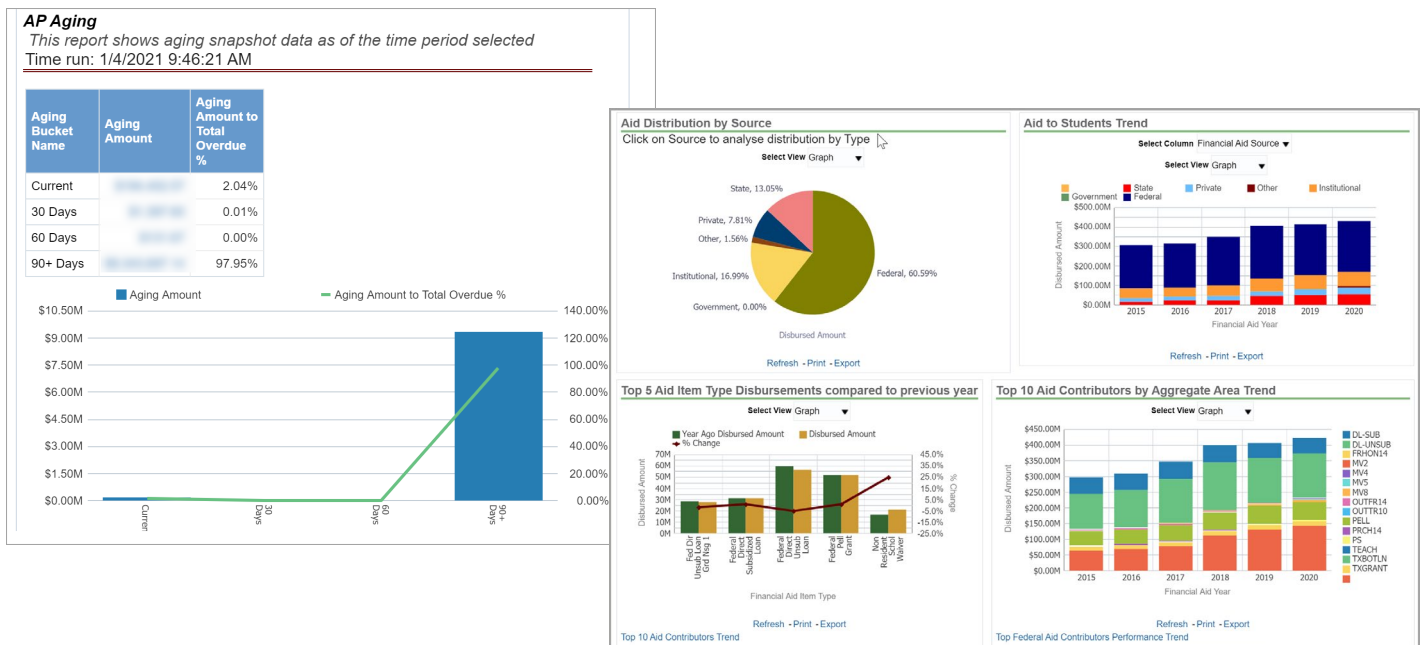 AP Aging
This report shows aging snapshot data as of the time period selected
Time run: 1/4/2021 9:46:21 AM
Aging
Bucket
Name
Aging
Amount
Aging
Amount to
Total
Overdue
%
Current
2.04%
30 Days
0.01%
60 Days
0.00%
90+ Days
97.95%
Aging Amount
Aging Amount to Total Overdue %
$10.50M
$9.00M
$7.50M
$6.00M
$4.50M
$3.00M
$1.50M
$0.00M
140.00%
120.00%
100.00%
80.00%
60.00%
40.00%
20.00%
0.00%
30
Days
60
Days
90+
Days
Aid Distribution by Source
Click on Source to analyse distribution by Type
Select View Graph
State, 13.05%
Private, 7.81%
Other, 1.56%
Institutional, 16.99%
Government, 0.00%
Federal, 60.59%
Disbursed Amount
Refresh - Print - Export
Aid to Students Trend
Select Column Financial Aid Source
Select View Graph
Government
State
Federal
Private
Other
Institutional
$500.00M
$400.00M
$300.00M
$200.00M
$100.00M
$0.00M
Disbursed Amount
2015 2016 2017 2018 2019 2020
Financial Aid Year
Refresh - Print - Export
Top 5 Aid Item Type Disbursements compared to previous year
Select View Graph
Year Ago Disbursed Amount
Disbursed Amount
% Change
70M
60M
50M
40M
30M
20M
10M
0M
Disbursed Amount
45.0%
35.0%
25.0%
15.0%
5.0%
-5.0%
-15.0%
-25.0%
% Change
Fed Dir
Unsub Loan
Grd Nsg 1
Federal
Direct
Subsidized
Loan
Federal
Direct
Unsub
Loan
Federal
Pell
Grant
Non
Resident
Schol
Waiver
Financial Aid Item Type
Refresh - Print - Export
Top 10 Aid Contributors Trend
Top 10 Aid Contributors by Aggregate Area Trend
Select View Graph
$450.00M
$400.00M
$350.00M
$300.00M
$250.00M
$200.00M
$150.00M
$100.00M
$50.00M
$0.00M
Disbursed Amount
2015 2016 2017 2018 2019 2020
Financial Aid Year
DL-SUB
DL-UNSUB
FRHON14
MV2
MV4
MV5
MV8
OUTFR14
OUTTR10
PELL
PRCH14
PS
TEACH
TXBOTLN
TXGRANT
Refresh - Print - Export
Top Federal Aid Contributors Performance Trend